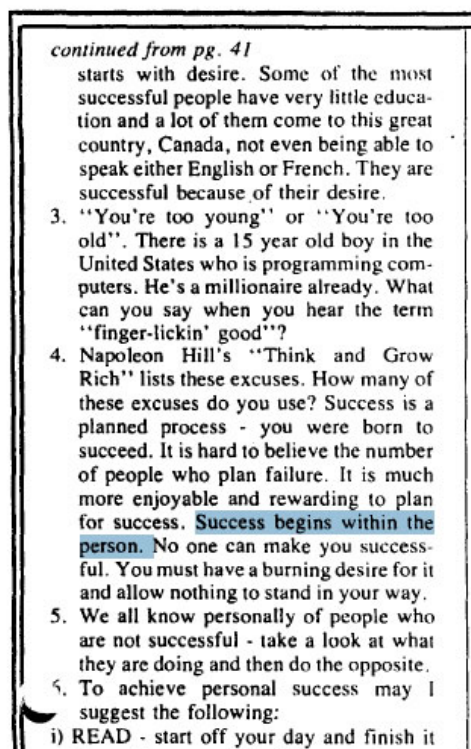 continued from pg. 41
starts with desire. Some of the most
successful people have very little educa-
tion and a lot of them come to this great
country, Canada, not even being able to
speak either English or French. They are
successful because of their desire.
3. "You're too young" or "You're too
old". There is a 15 year old boy in the
United States who is programming com-
puters. He's a millionaire already. What
can you say when you hear the term
"finger-lickin' good"?
4. Napoleon Hill's "Think and Grow
Rich" lists these excuses. How many of
these excuses do you use? Success is a
planned process - you were born to
succeed. It is hard to believe the number
of people who plan failure. It is much
more enjoyable and rewarding to plan
for success. Success begins within the
person. No one can make you success-
ful. You must have a burning desire for it
and allow nothing to stand in your way.
5. We all know personally of people who
are not successful - take a look at what
they are doing and then do the opposite.
6. To achieve personal success may I
suggest the following:
i) READ - start off your day and finish it